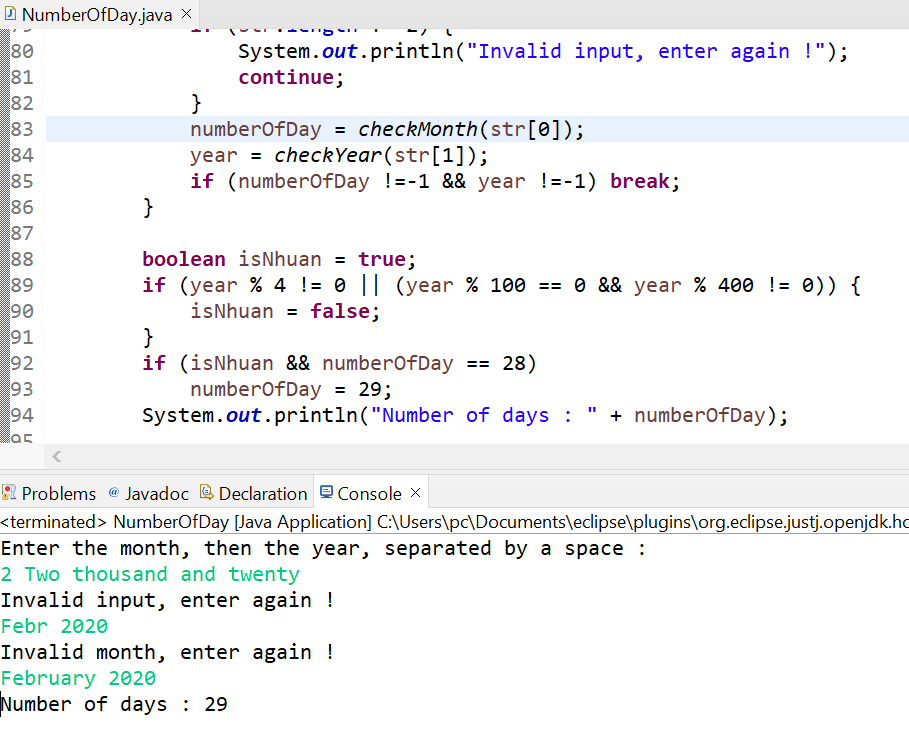 NumberOfDay.java
80 System.out.println("Invalid input, enter again !");
81 continue;
82 }
83 numberOfDay = checkMonth(str[0]);
84 year = checkYear(str[1]);
85 if (numberOfDay !=-1 && year !=-1) break;
86 }
87
88 boolean isNhuan = true;
89 if (year % 4 != 0 || (year % 100 == 0 && year % 400 != 0)) {
90 isNhuan = false;
91 }
92 if (isNhuan && numberOfDay == 28)
93 numberOfDay = 29;
94 System.out.println("Number of days : " + numberOfDay);
95
Problems @ Javadoc Declaration Console
<terminated> NumberOfDay [Java Application] C:\Users\pc\Documents\eclipse\plugins\org.eclipse.justj.openjdk.ho
Enter the month, then the year, separated by a space :
2 Two thousand and twenty
Invalid input, enter again !
Febr 2020
Invalid month, enter again !
February 2020
Number of days : 29